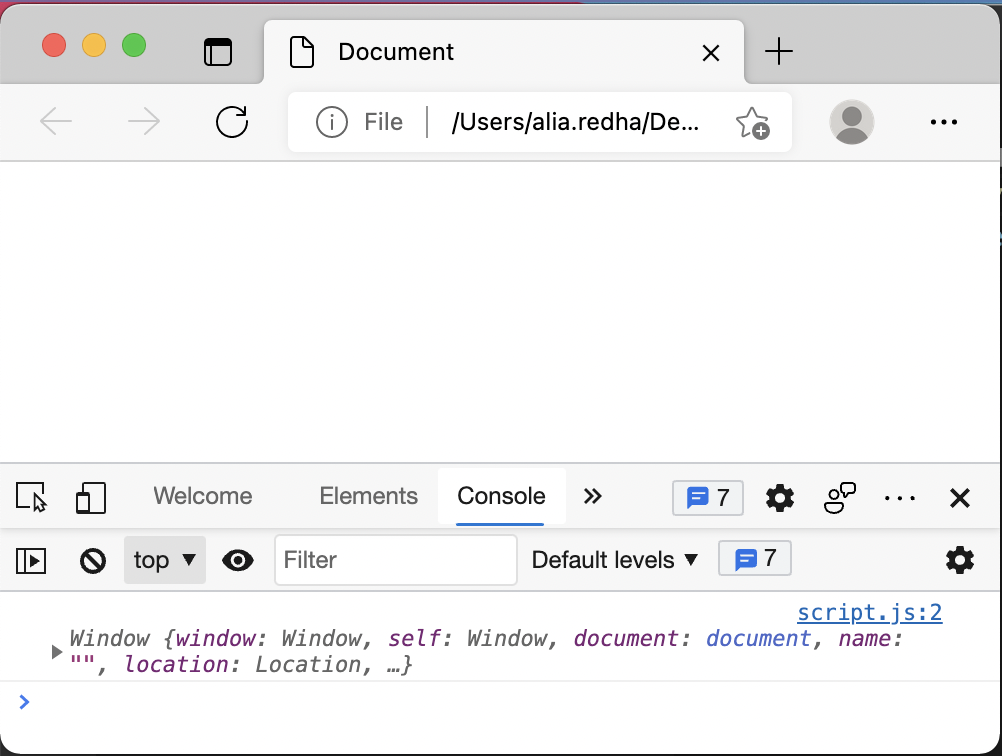 Document
File | /Users/alia.redha/De...
Welcome Elements Console 7
top Filter Default levels 7
script.js:2
Window {window: Window, self: Window, document: document, name:
"", location: Location, …}